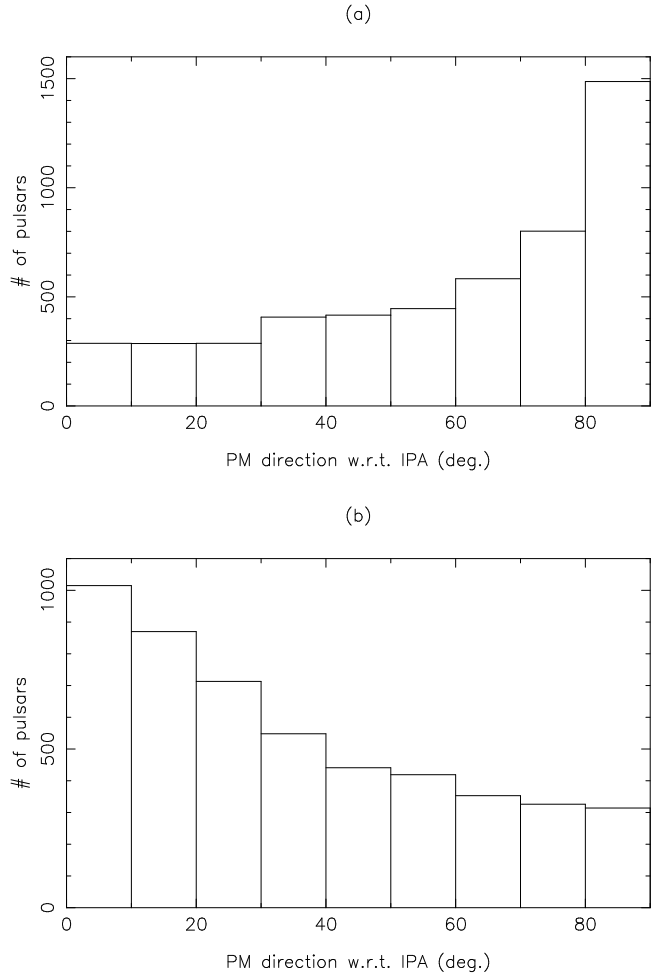 (a)
1500
1000
500
0
# of pulsars
0 20 40 60 80
PM direction w.r.t. IPA (deg.)
(b)
1000
500
0
# of pulsars
0 20 40 60 80
PM direction w.r.t. IPA (deg.)